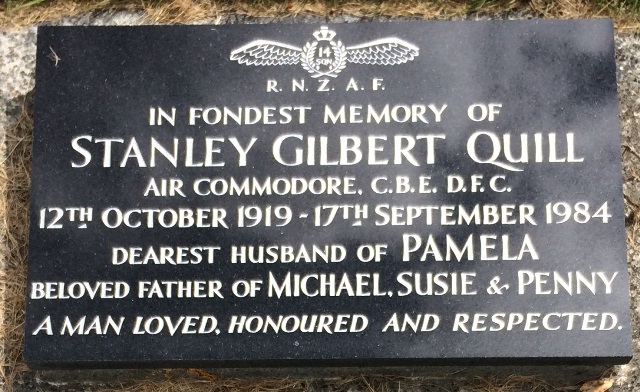 14
SQN
R. N. Z. A. F.
IN FONDEST MEMORY OF
STANLEY GILBERT QUILL
AIR COMMODORE, C.B.E. D.F.C.
12TH OCTOBER 1919 - 17TH SEPTEMBER 1984
DEAREST HUSBAND OF PAMELA
BELOVED FATHER OF MICHAEL, SUSIE & PENNY
A MAN LOVED, HONOURED AND RESPECTED.